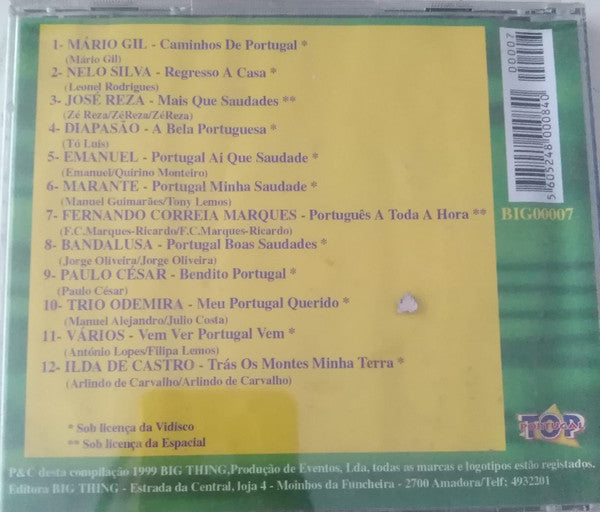 1- MÁRIO GIL - Caminhos De Portugal *
(Mário Gil)
2- NELO SILVA - Regresso A Casa *
(Leonel Rodrigues)
3- JOSÉ REZA - Mais Que Saudades **
(Zé Reza/ZéReza/ZéReza)
4- DIAPASÃO - A Bela Portuguesa *
(Tó Luís)
5- EMANUEL - Portugal Aí Que Saudade *
(Emanuel/Quirino Monteiro)
6- MARANTE - Portugal Minha Saudade *
(Manuel Guimarães/Tony Lemos)
7- FERNANDO CORREIA MARQUES - Português A Toda A Hora **
(F.C.Marques-Ricardo/F.C.Marques-Ricardo)
8- BANDALUSA - Portugal Boas Saudades *
(Jorge Oliveira/Jorge Oliveira)
9- PAULO CÉSAR - Bendito Portugal *
(Paulo César)
10- TRIO ODEMIRA - Meu Portugal Querido *
(Manuel Alejandro/Julio Costa)
11- VÁRIOS - Vem Ver Portugal Vem *
(António Lopes/Filipa Lemos)
12- ILDA DE CASTRO - Trás Os Montes Minha Terra *
(Arlindo de Carvalho/Arlindo de Carvalho)
* Sob licença da Vidisco
** Sob licença da Espacial
00007
5 605248 000840
BIG00007
TOP
PORTUGAL
P&C desta compilação 1999 BIG THING,Produção de Eventos, Lda, todas as marcas e logotipos estão registados.
Editora BIG THING - Estrada da Central, loja 4 - Moinhos da Funcheira - 2700 Amadora/Telf: 4932201